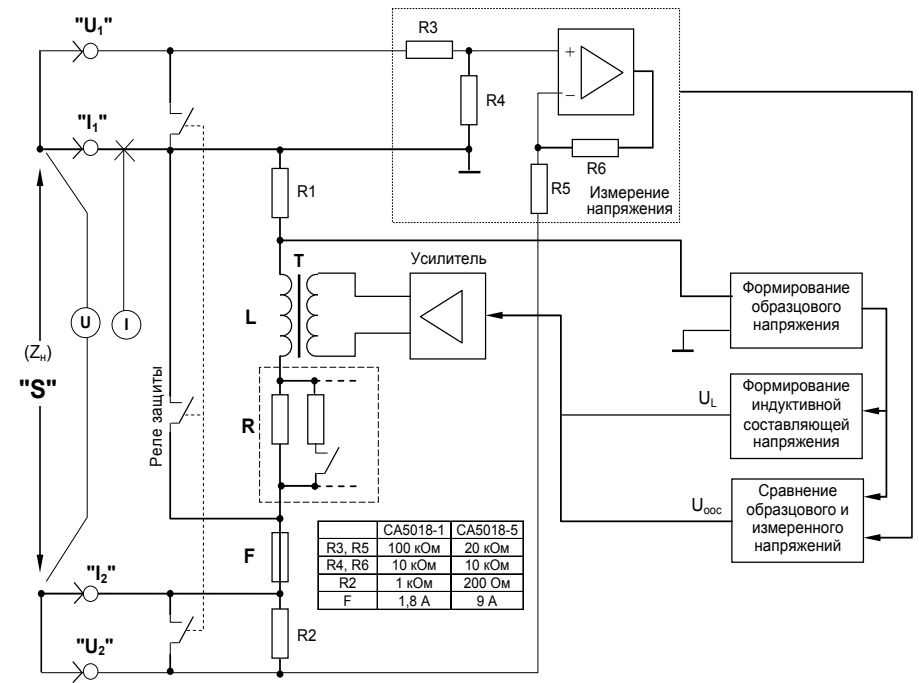 "U₁"
R3
R4
+
−
R6
R5
Измерение
напряжения
"I₁"
R1
T
L
Усилитель
Формирование
образцового
напряжения
U
I
(Zн)
"S"
Реле защиты
R
U_L
Формирование
индуктивной
составляющей
напряжения
Uоос
Сравнение
образцового и
измеренного
напряжений
F
CA5018-1 CA5018-5
R3, R5 100 кОм 20 кОм
R4, R6 10 кОм 10 кОм
R2 1 кОм 200 Ом
F 1,8 А 9 А
"I₂"
R2
"U₂"